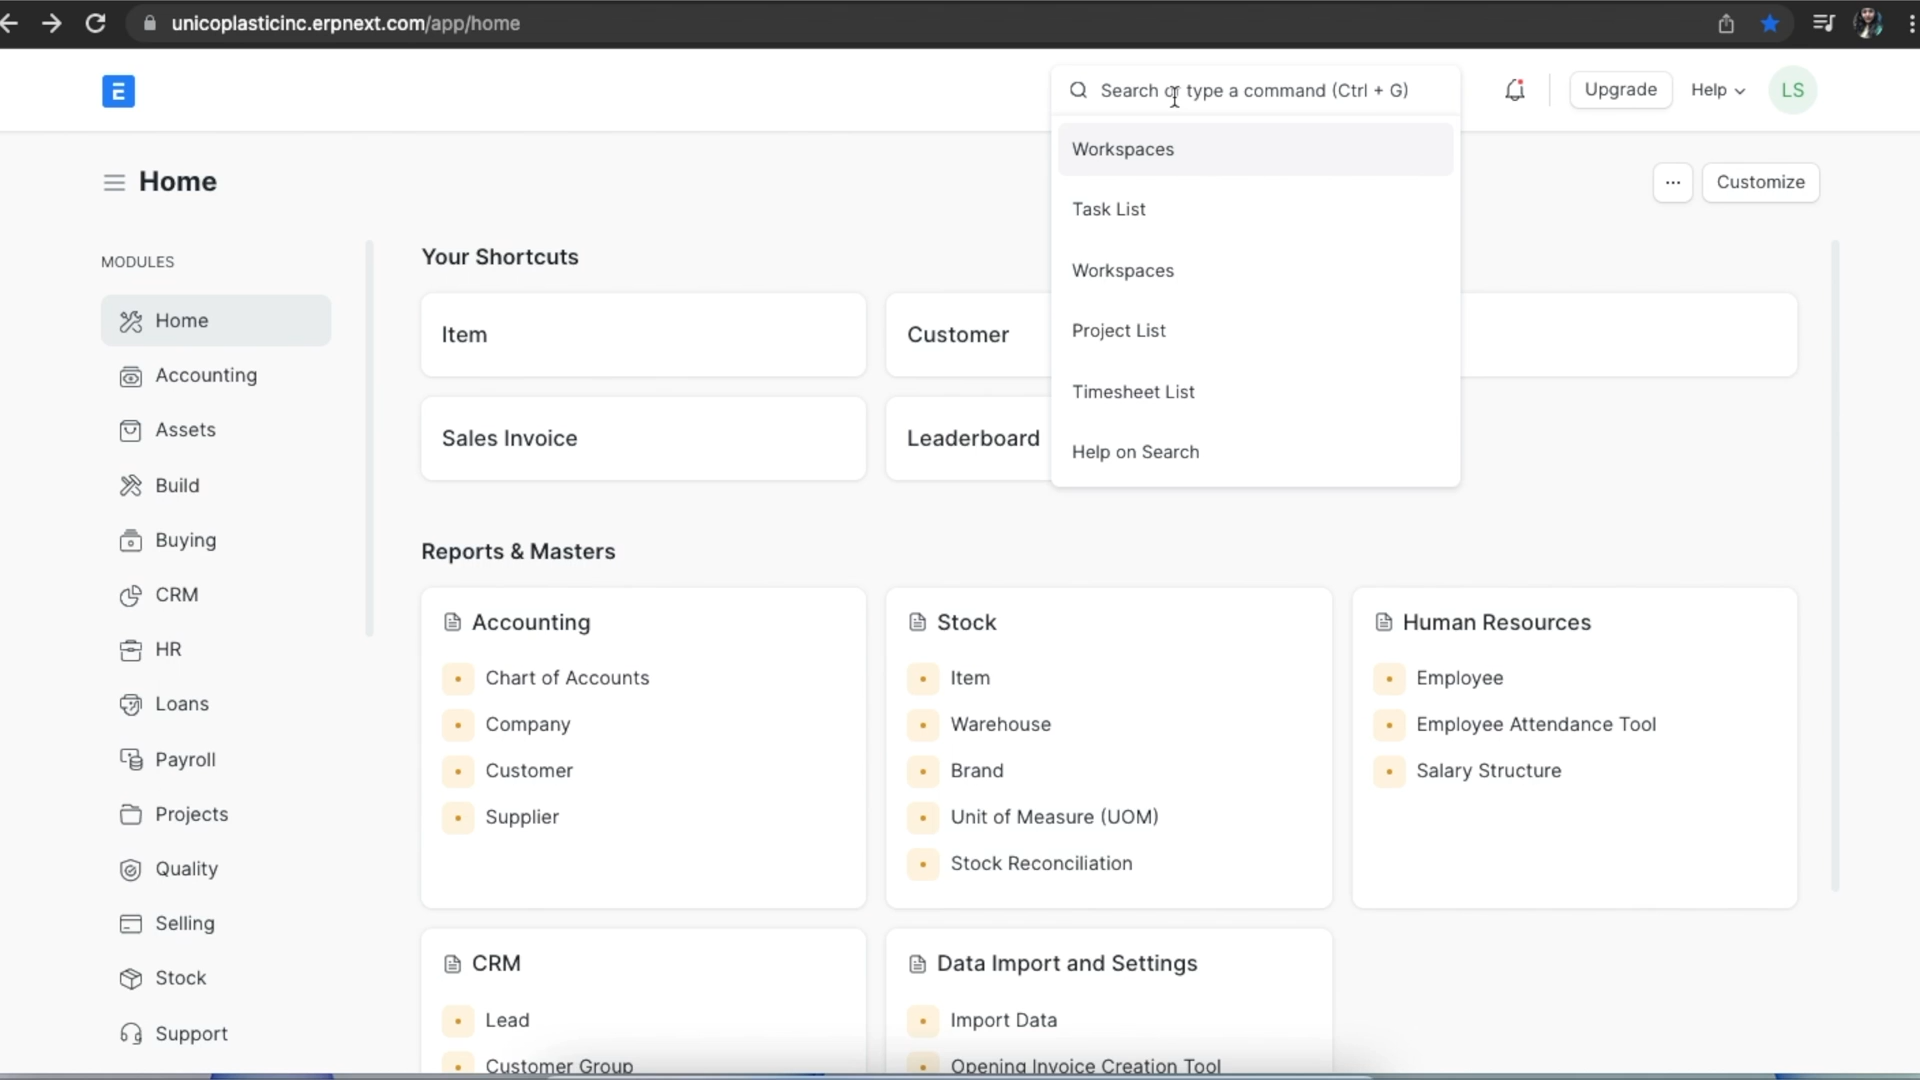 unicoplasticinc.erpnext.com/app/home
E
Search or type a command (Ctrl + G)
Upgrade
Help
LS
Workspaces
Task List
Workspaces
Project List
Timesheet List
Help on Search
Home
...
Customize
MODULES
Home
Accounting
Assets
Build
Buying
CRM
HR
Loans
Payroll
Projects
Quality
Selling
Stock
Support
Your Shortcuts
Item
Customer
Sales Invoice
Leaderboard
Reports & Masters
Accounting
Chart of Accounts
Company
Customer
Supplier
Stock
Item
Warehouse
Brand
Unit of Measure (UOM)
Stock Reconciliation
Human Resources
Employee
Employee Attendance Tool
Salary Structure
CRM
Lead
Customer Group
Data Import and Settings
Import Data
Opening Invoice Creation Tool